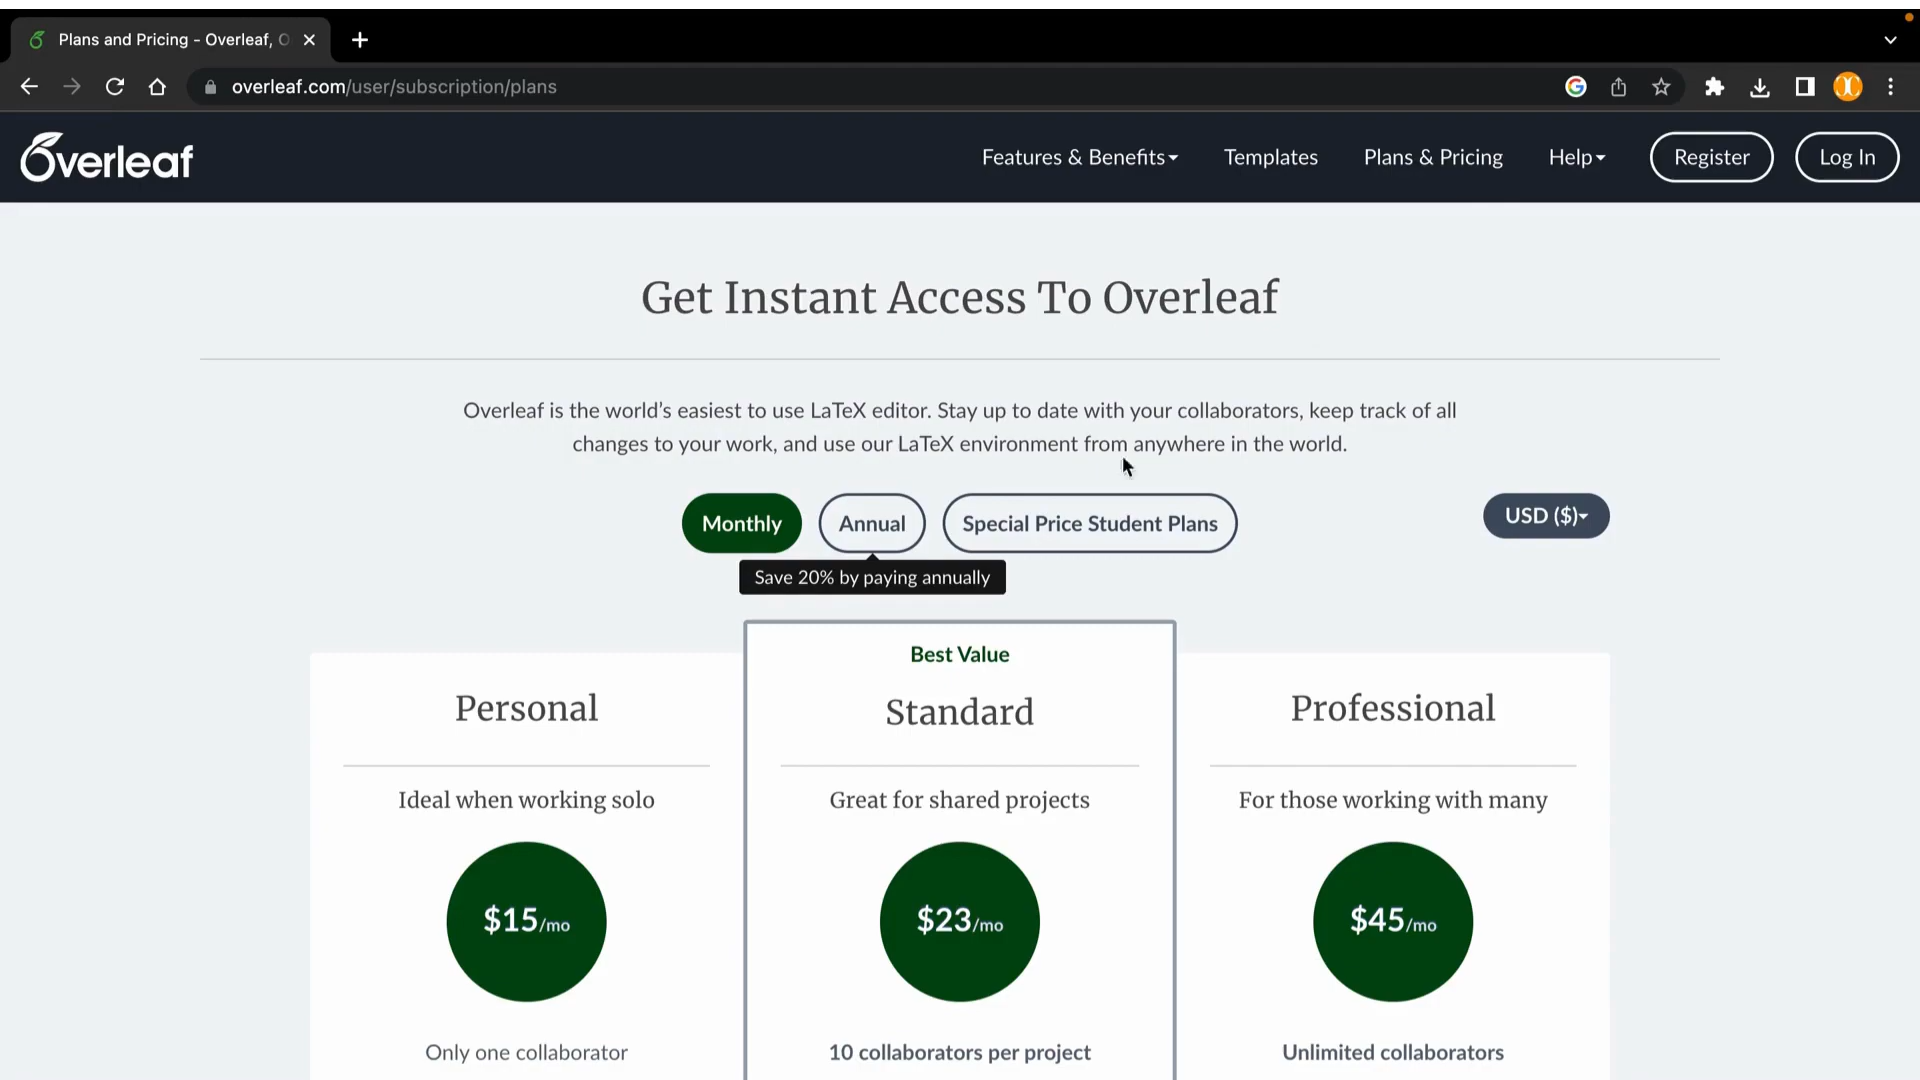 Plans and Pricing - Overleaf, O
overleaf.com/user/subscription/plans
Overleaf
Features & Benefits
Templates
Plans & Pricing
Help
Register
Log In
Get Instant Access To Overleaf
Overleaf is the world’s easiest to use LaTeX editor. Stay up to date with your collaborators, keep track of all
changes to your work, and use our LaTeX environment from anywhere in the world.
Monthly
Annual
Special Price Student Plans
USD ($)
Save 20% by paying annually
Personal
Ideal when working solo
$15/mo
Only one collaborator
Best Value
Standard
Great for shared projects
$23/mo
10 collaborators per project
Professional
For those working with many
$45/mo
Unlimited collaborators